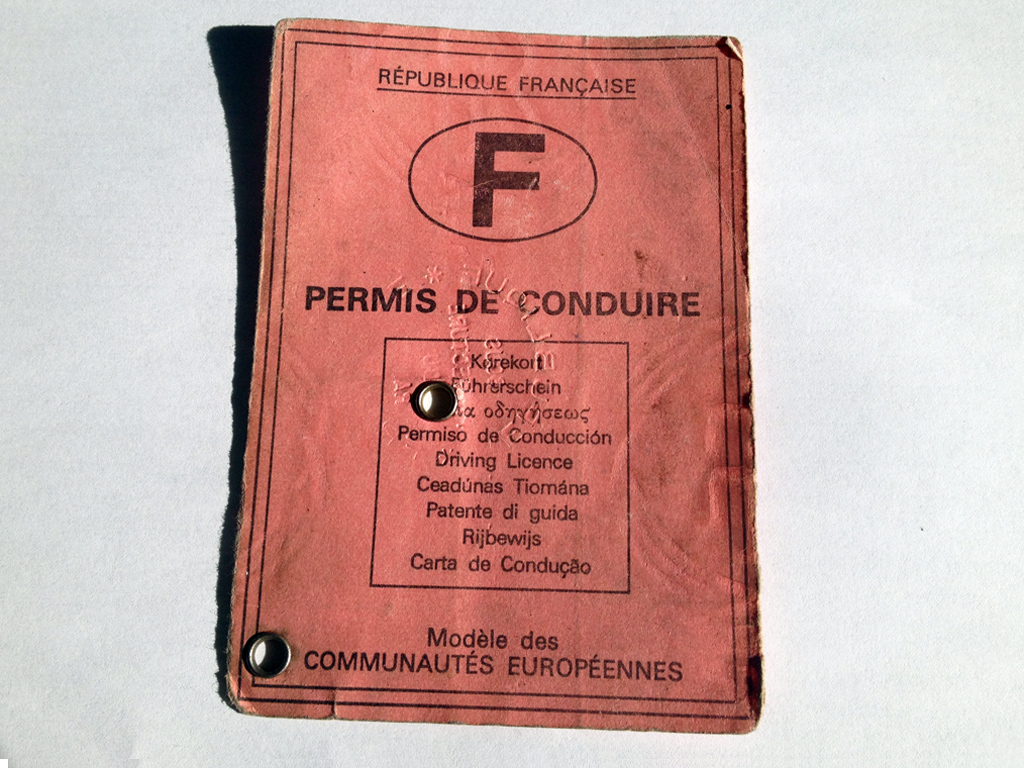 RÉPUBLIQUE FRANÇAISE
F
PERMIS DE CONDUIRE
Kørekort
Führerschein
οδηγήσεως
Permiso de Conducción
Driving Licence
Ceadúnas Tiomána
Patente di guida
Rijbewijs
Carta de Condução
Modèle des
COMMUNAUTÉS EUROPÉENNES